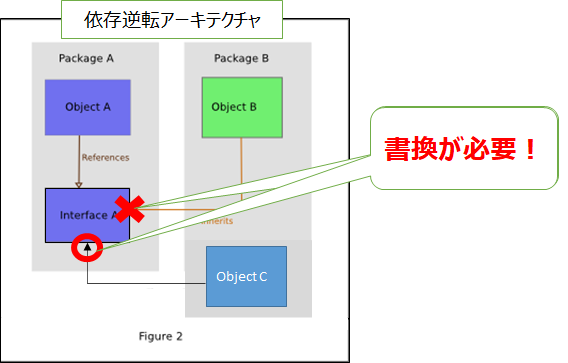 依存逆転アーキテクチャ
Package A
Package B
Object A
Object B
References
書換が必要！
Interface A
Inherits
Object C
Figure 2